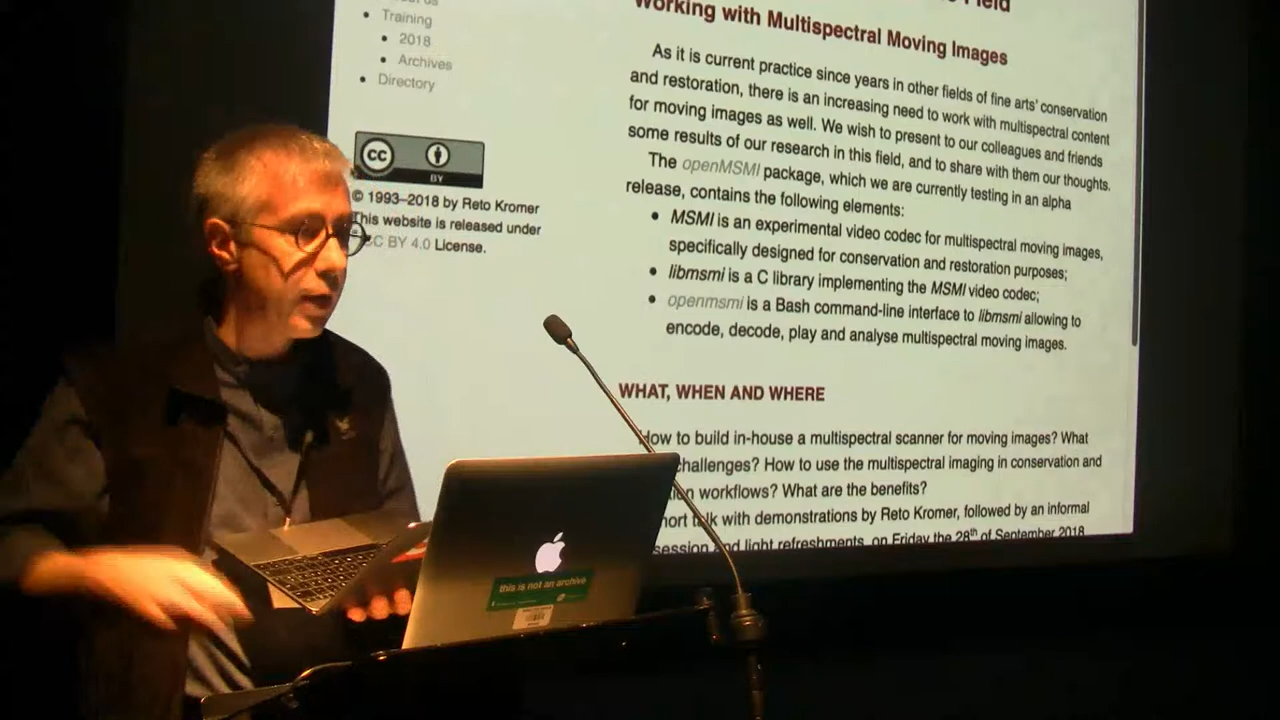 Training
2018
Archives
Directory
CC
BY
© 1993–2018 by Reto Kromer
This website is released under
CC BY 4.0 License.
Field
Working with Multispectral Moving Images
As it is current practice since years in other fields of fine arts' conservation
and restoration, there is an increasing need to work with multispectral content
for moving images as well. We wish to present to our colleagues and friends
some results of our research in this field, and to share with them our thoughts.
The openMSMI package, which we are currently testing in an alpha
release, contains the following elements:
MSMI is an experimental video codec for multispectral moving images,
specifically designed for conservation and restoration purposes;
libmsmi is a C library implementing the MSMI video codec;
openmsmi is a Bash command-line interface to libmsmi allowing to
encode, decode, play and analyse multispectral moving images.
WHAT, WHEN AND WHERE
How to build in-house a multispectral scanner for moving images? What
challenges? How to use the multispectral imaging in conservation and
workflows? What are the benefits?
short talk with demonstrations by Reto Kromer, followed by an informal
session and light refreshments, on Friday the 28th of September 2018
this is not an archive